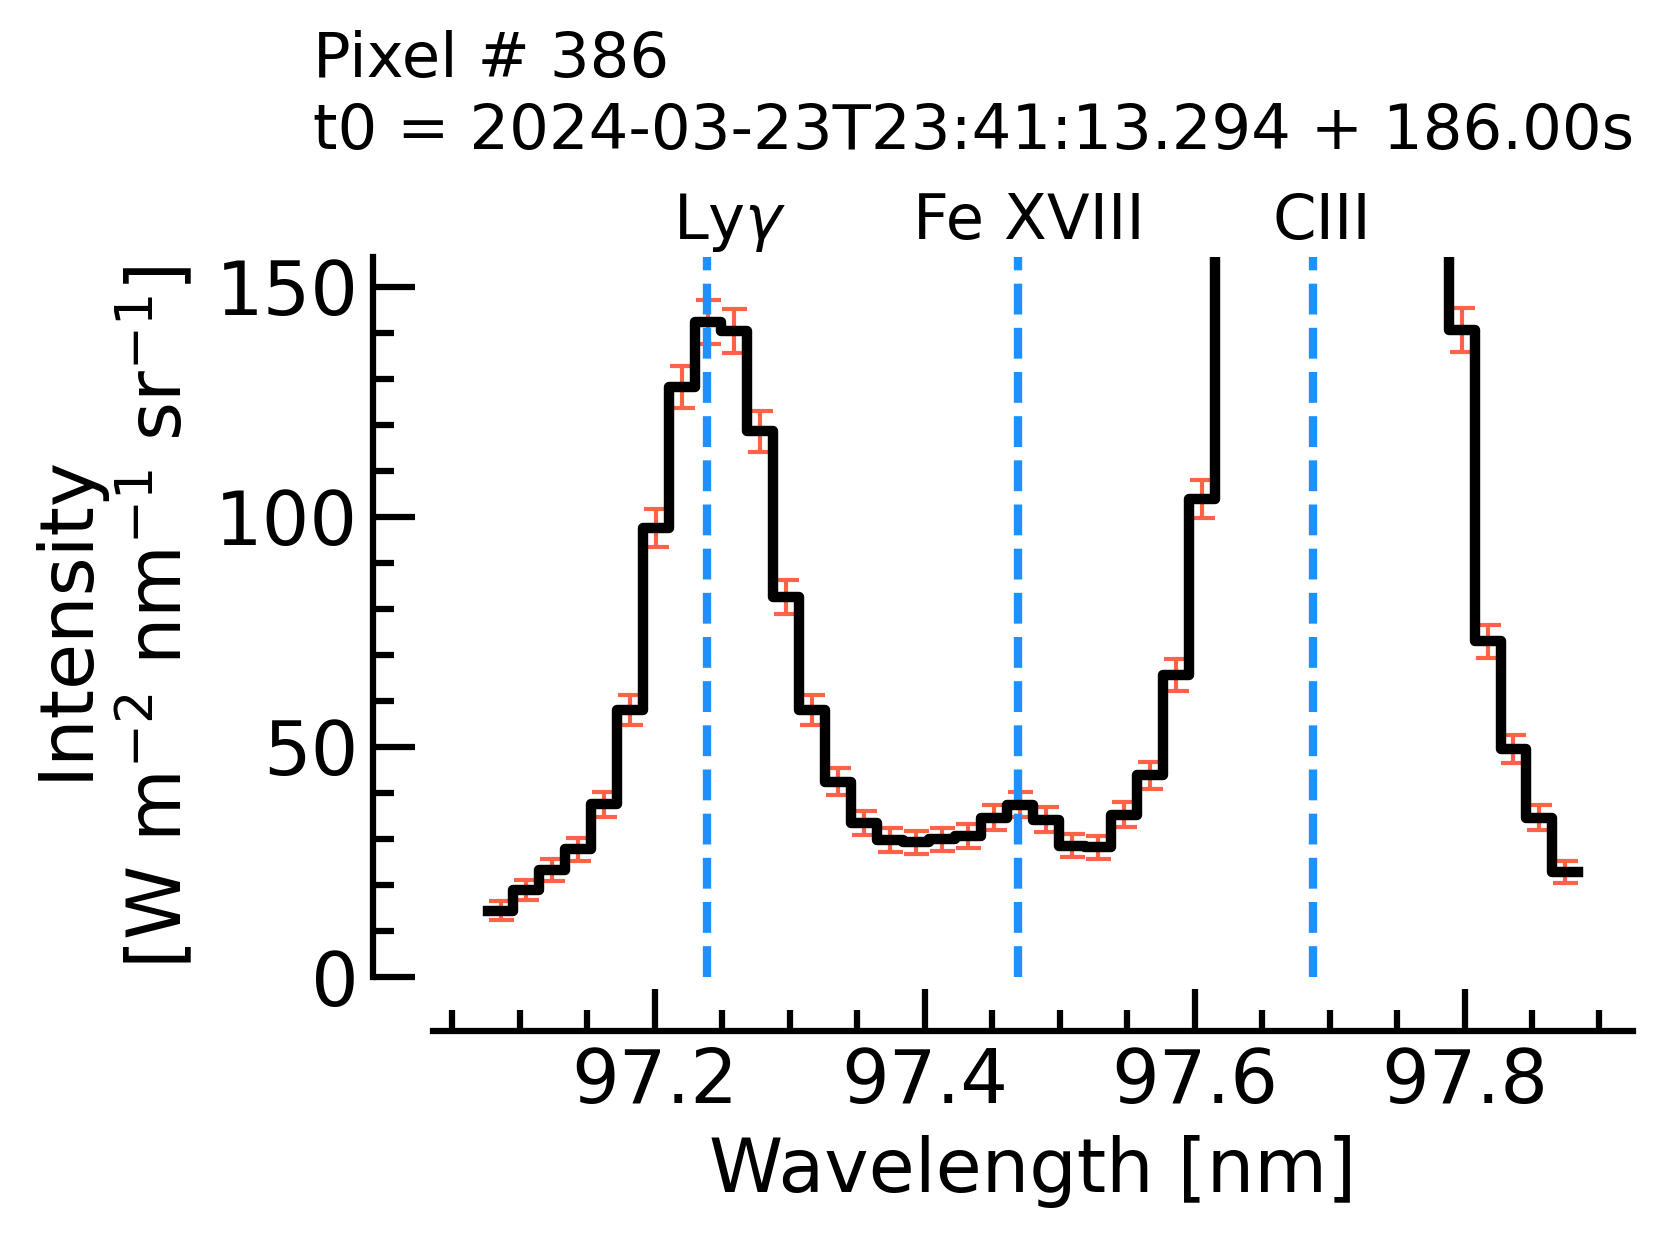 Pixel # 386
t0 = 2024-03-23T23:41:13.294 + 186.00s
Lyγ Fe XVIII CIII
Intensity
[W m⁻² nm⁻¹ sr⁻¹]
150
100
50
0
97.2 97.4 97.6 97.8
Wavelength [nm]